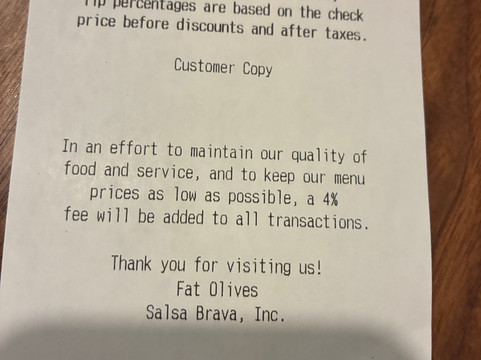 Tip percentages are based on the check
price before discounts and after taxes.
Customer Copy
In an effort to maintain our quality of
food and service, and to keep our menu
prices as low as possible, a 4%
fee will be added to all transactions.
Thank you for visiting us!
Fat Olives
Salsa Brava, Inc.